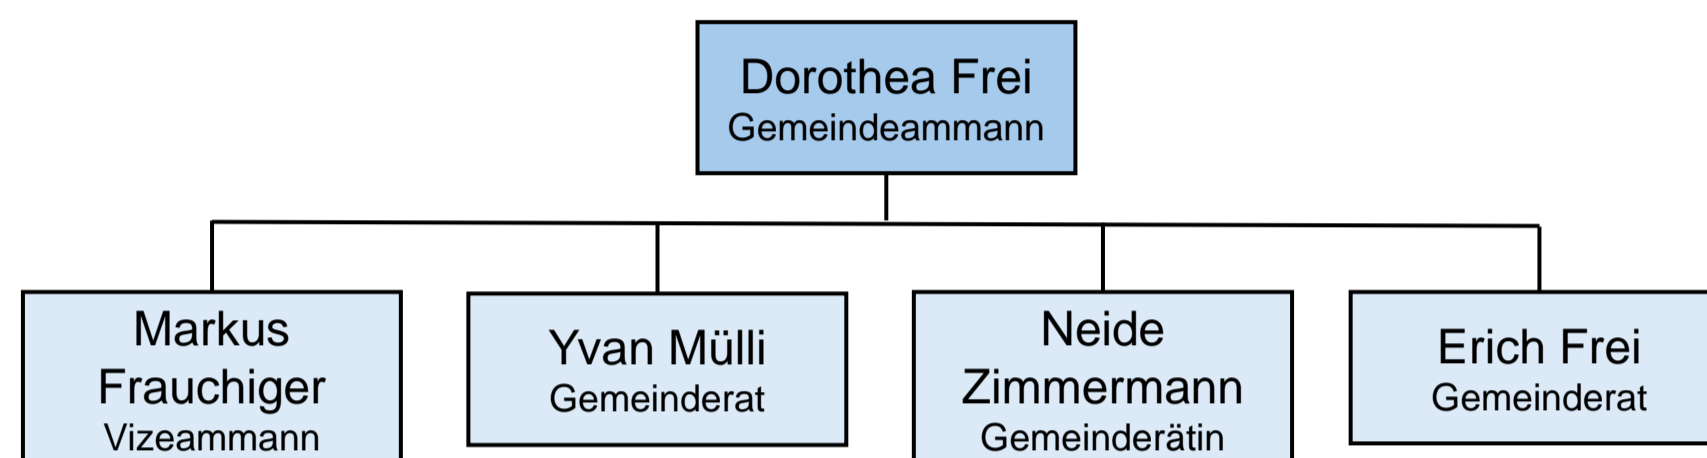 Dorothea Frei
Gemeindeammann
Markus
Frauchiger
Vizeammann
Yvan Mülli
Gemeinderat
Neide
Zimmermann
Gemeinderätin
Erich Frei
Gemeinderat